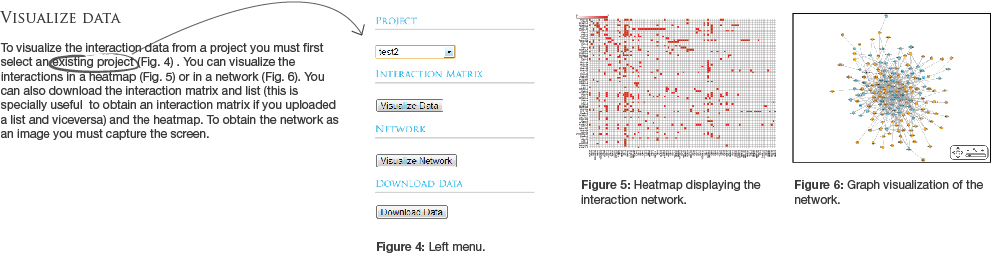 VISUALIZE DATA
To visualize the interaction data from a project you must first
select an existing project (Fig. 4) . You can visualize the
interactions in a heatmap (Fig. 5) or in a network (Fig. 6). You
can also download the interaction matrix and list (this is
specially useful  to obtain an interaction matrix if you uploaded
a list and viceversa) and the heatmap. To obtain the network as
an image you must capture the screen.
PROJECT
test2
INTERACTION MATRIX
Visualize Data
NETWORK
Visualize Network
DOWNLOAD DATA
Download Data
Figure 4: Left menu.
Figure 5: Heatmap displaying the
interaction network.
Figure 6: Graph visualization of the
network.